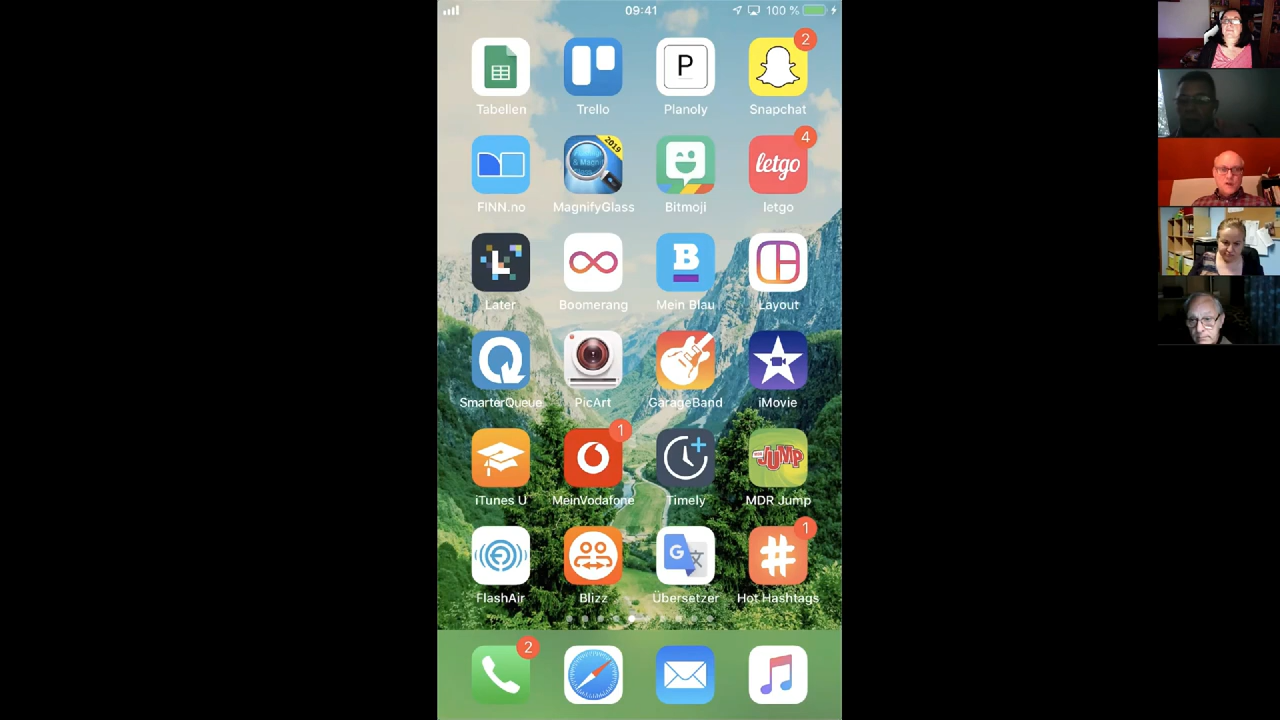 09:41 100 %
2
Tabellen Trello P Planoly Snapchat
2019
4
letgo
FINN.no MagnifyGlass Bitmoji letgo
L B
Later Boomerang Mein Blau Layout
SmarterQueue PicArt GarageBand iMovie
1
JUMP
iTunes U MeinVodafone Timely MDR Jump
1
G 文 #
FlashAir Blizz Übersetzer Hot Hashtags
2